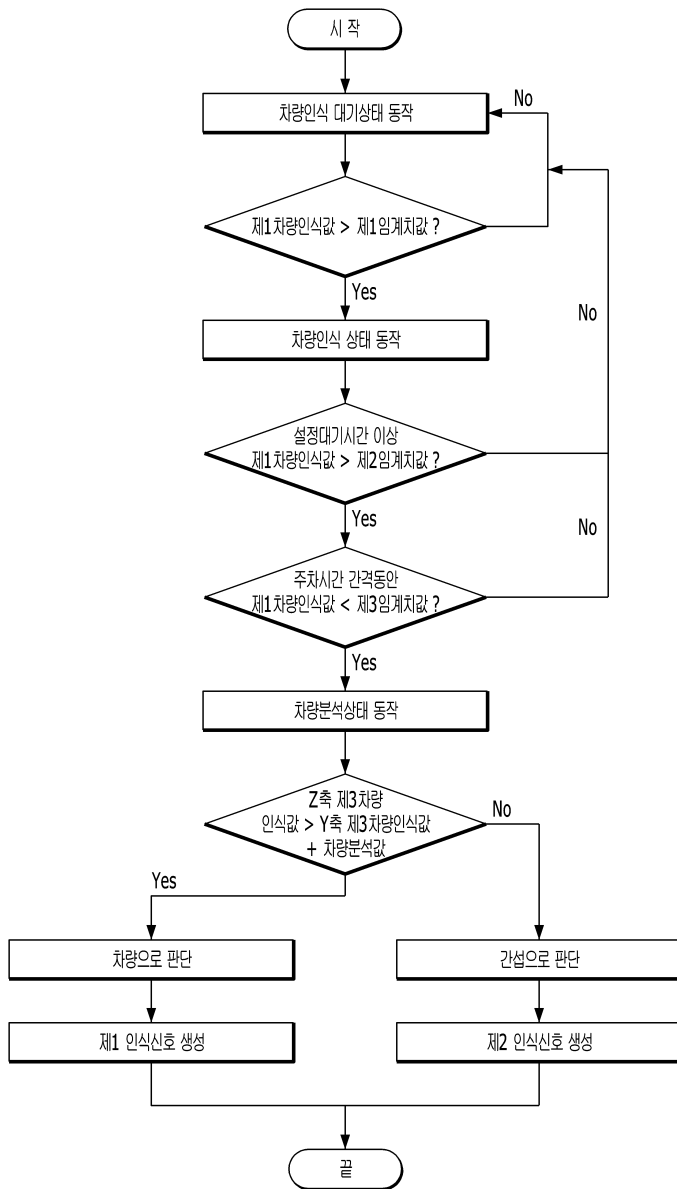 시 작
차량인식 대기상태 동작
No
제1차량인식값 > 제1임계치값 ?
Yes
No
차량인식 상태 동작
설정대기시간 이상
제1차량인식값 > 제2임계치값 ?
Yes
No
주차시간 간격동안
제1차량인식값 < 제3임계치값 ?
Yes
차량분석상태 동작
Z축 제3차량
인식값 > Y축 제3차량인식값
+ 차량분석값
No
Yes
차량으로 판단
간섭으로 판단
제1 인식신호 생성
제2 인식신호 생성
끝